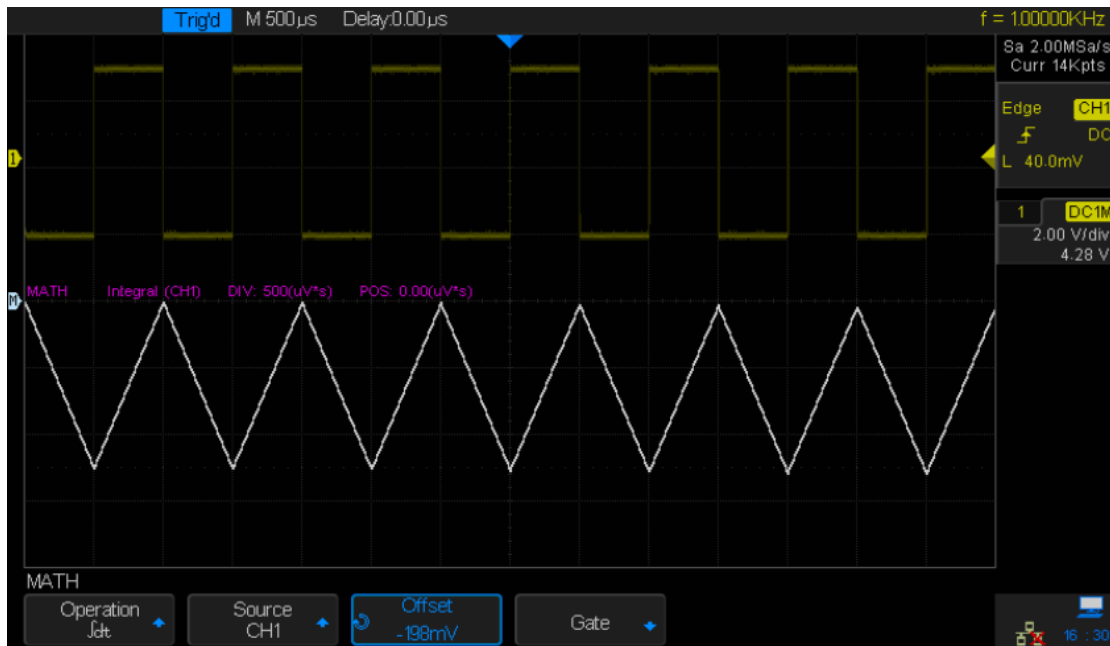 Trig'd M 500µs Delay:0.00µs f = 1.00000KHz
Sa 2.00MSa/s
Curr 14Kpts
Edge CH1
DC
L 40.0mV
1 DC1M
2.00 V/div
4.28 V
1
MATH Integral (CH1) DIV: 500(uV*s) POS: 0.00(uV*s)
M
MATH
Operation
∫dt
Source
CH1
Offset
-198mV
Gate
16 : 30